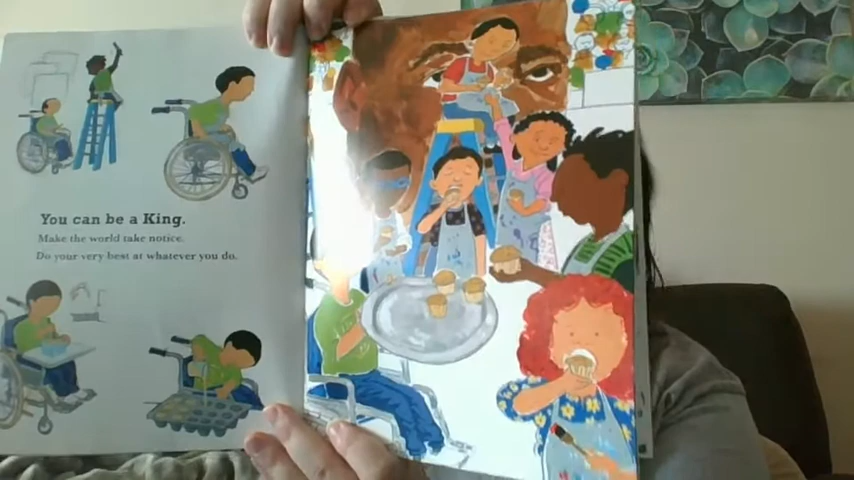 You can be a King.
Make the world take notice.
Do your very best at whatever you do.